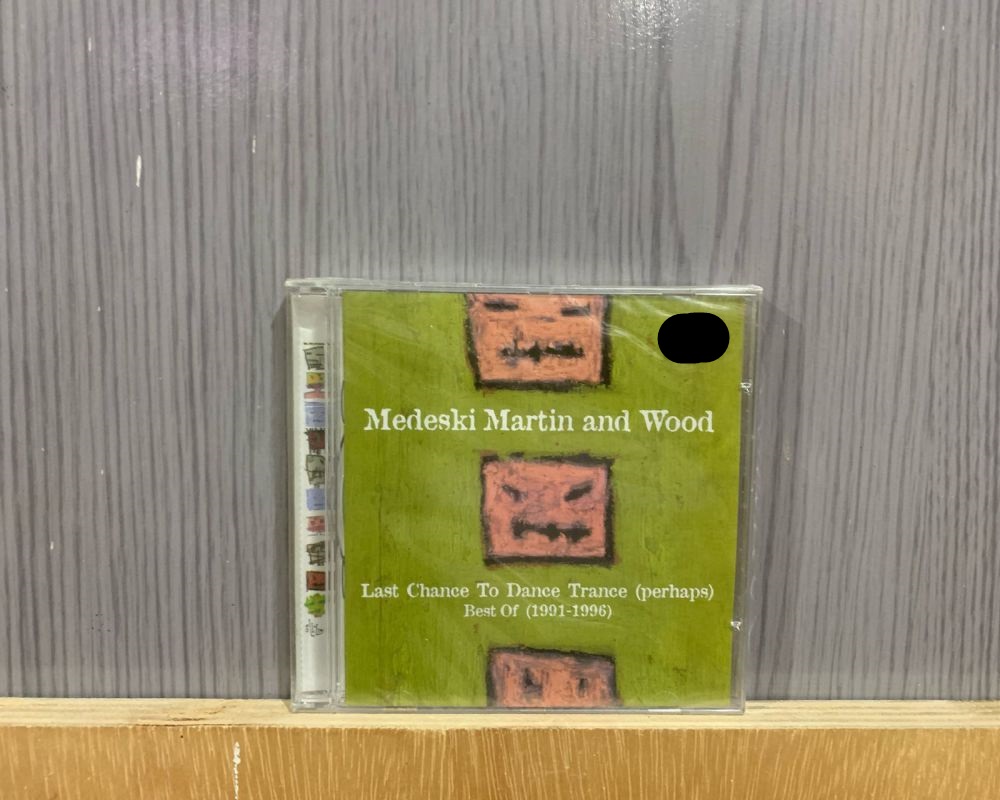 Medeski Martin and Wood
Last Chance To Dance Trance (perhaps)
Best Of (1991-1996)